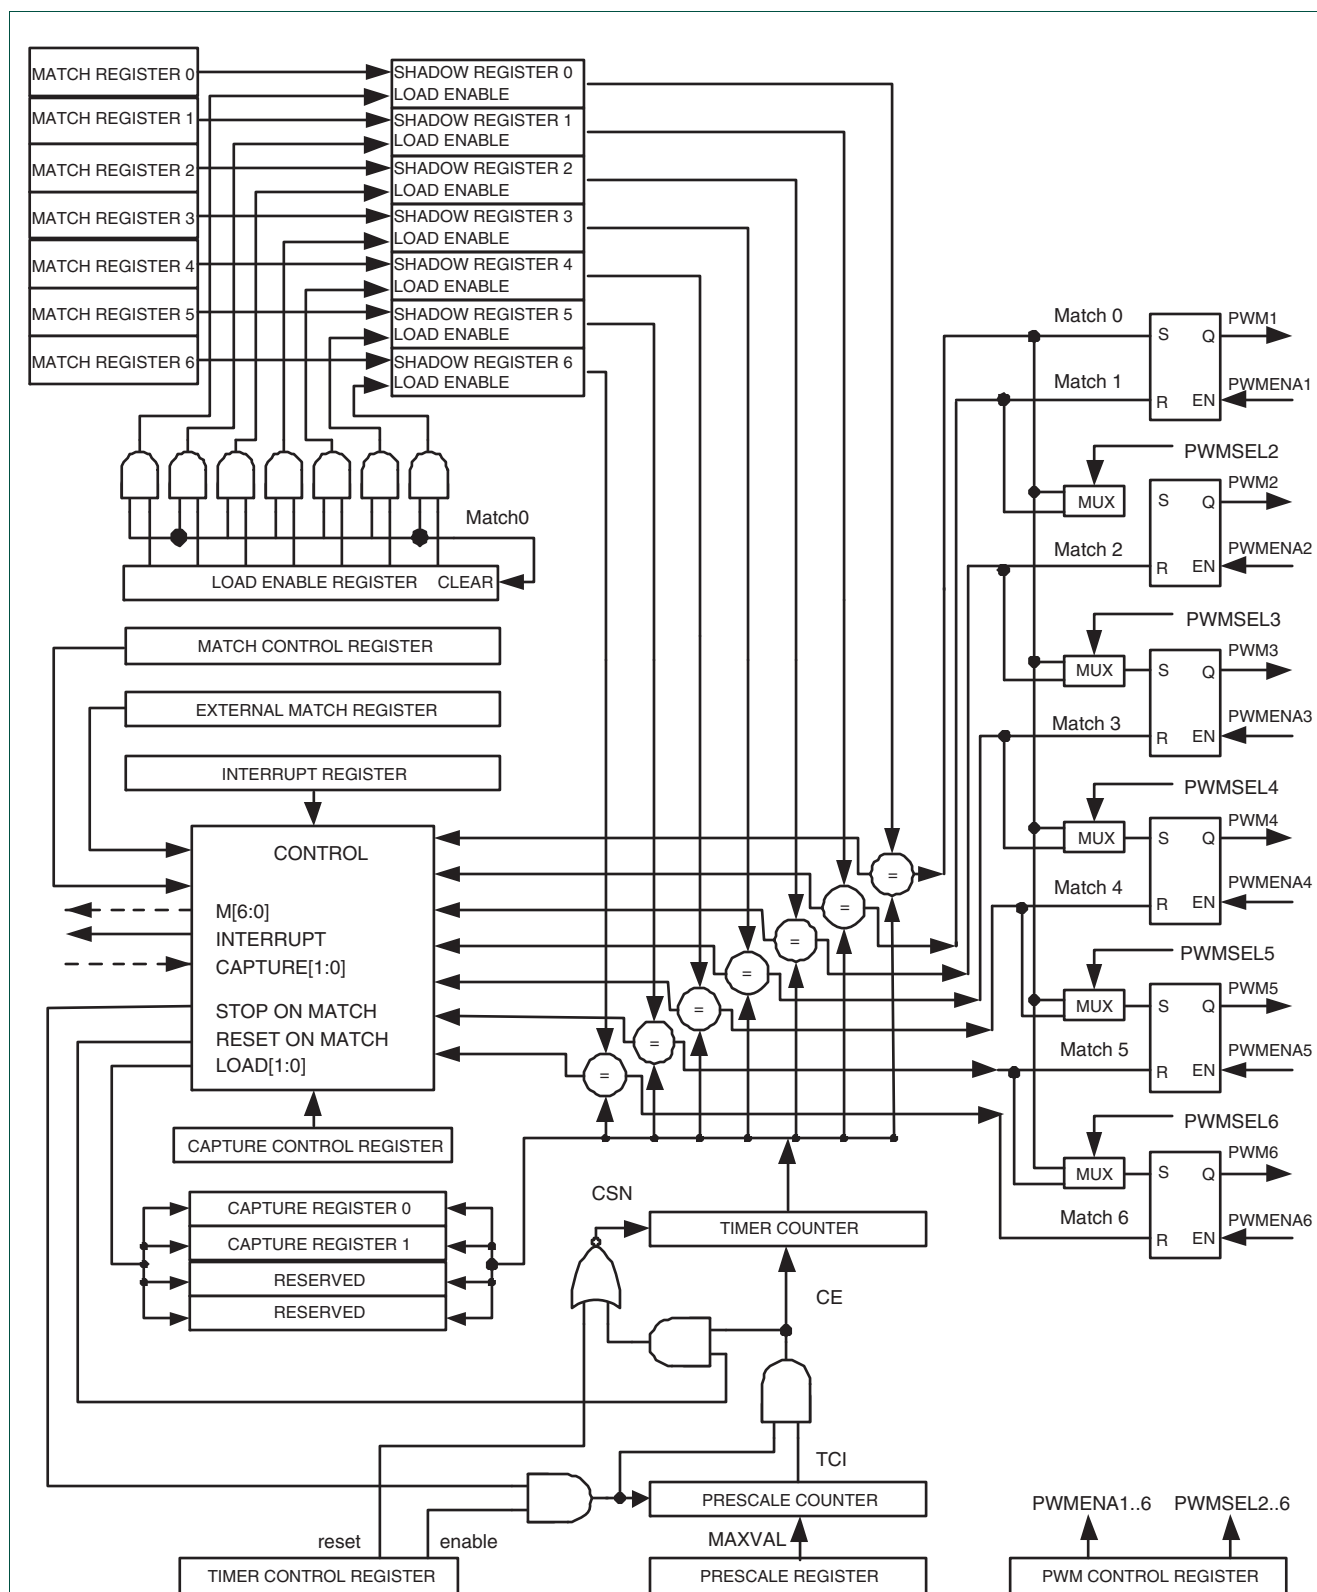 MATCH REGISTER 0
MATCH REGISTER 1
MATCH REGISTER 2
MATCH REGISTER 3
MATCH REGISTER 4
MATCH REGISTER 5
MATCH REGISTER 6
SHADOW REGISTER 0
LOAD ENABLE
SHADOW REGISTER 1
LOAD ENABLE
SHADOW REGISTER 2
LOAD ENABLE
SHADOW REGISTER 3
LOAD ENABLE
SHADOW REGISTER 4
LOAD ENABLE
SHADOW REGISTER 5
LOAD ENABLE
SHADOW REGISTER 6
LOAD ENABLE
Match0
LOAD ENABLE REGISTER CLEAR
MATCH CONTROL REGISTER
EXTERNAL MATCH REGISTER
INTERRUPT REGISTER
CONTROL
M[6:0]
INTERRUPT
CAPTURE[1:0]
STOP ON MATCH
RESET ON MATCH
LOAD[1:0]
CAPTURE CONTROL REGISTER
CAPTURE REGISTER 0
CAPTURE REGISTER 1
RESERVED
RESERVED
=
=
=
=
=
=
=
Match 0
S Q PWM1
Match 1
R EN PWMENA1
PWMSEL2
MUX
S Q PWM2
Match 2
R EN PWMENA2
PWMSEL3
MUX
S Q PWM3
Match 3
R EN PWMENA3
PWMSEL4
MUX
S Q PWM4
Match 4
R EN PWMENA4
PWMSEL5
MUX
S Q PWM5
Match 5
R EN PWMENA5
PWMSEL6
MUX
S Q PWM6
Match 6
R EN PWMENA6
CSN
TIMER COUNTER
CE
TCI
PRESCALE COUNTER
MAXVAL
PRESCALE REGISTER
reset
enable
TIMER CONTROL REGISTER
PWMENA1..6 PWMSEL2..6
PWM CONTROL REGISTER